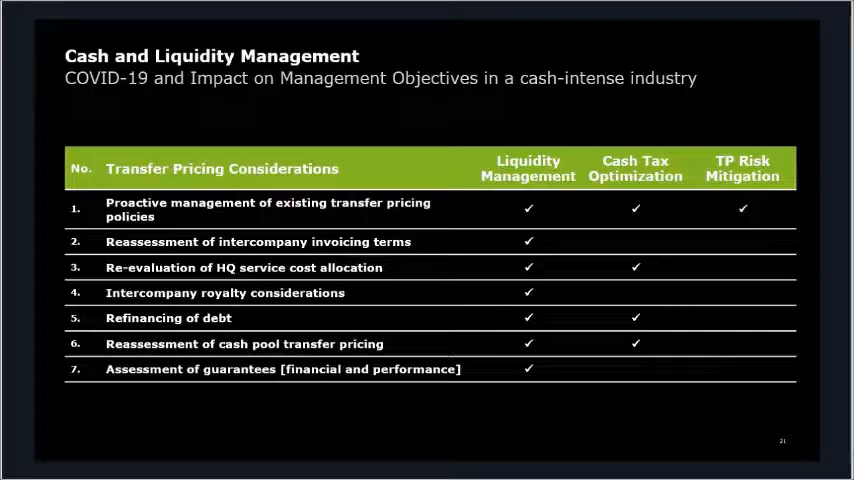 Cash and Liquidity Management
COVID-19 and Impact on Management Objectives in a cash-intense industry
No. Transfer Pricing Considerations Liquidity Management Cash Tax Optimization TP Risk Mitigation
1. Proactive management of existing transfer pricing policies ✓ ✓ ✓
2. Reassessment of intercompany invoicing terms ✓
3. Re-evaluation of HQ service cost allocation ✓ ✓
4. Intercompany royalty considerations ✓
5. Refinancing of debt ✓ ✓
6. Reassessment of cash pool transfer pricing ✓ ✓
7. Assessment of guarantees [financial and performance] ✓
21